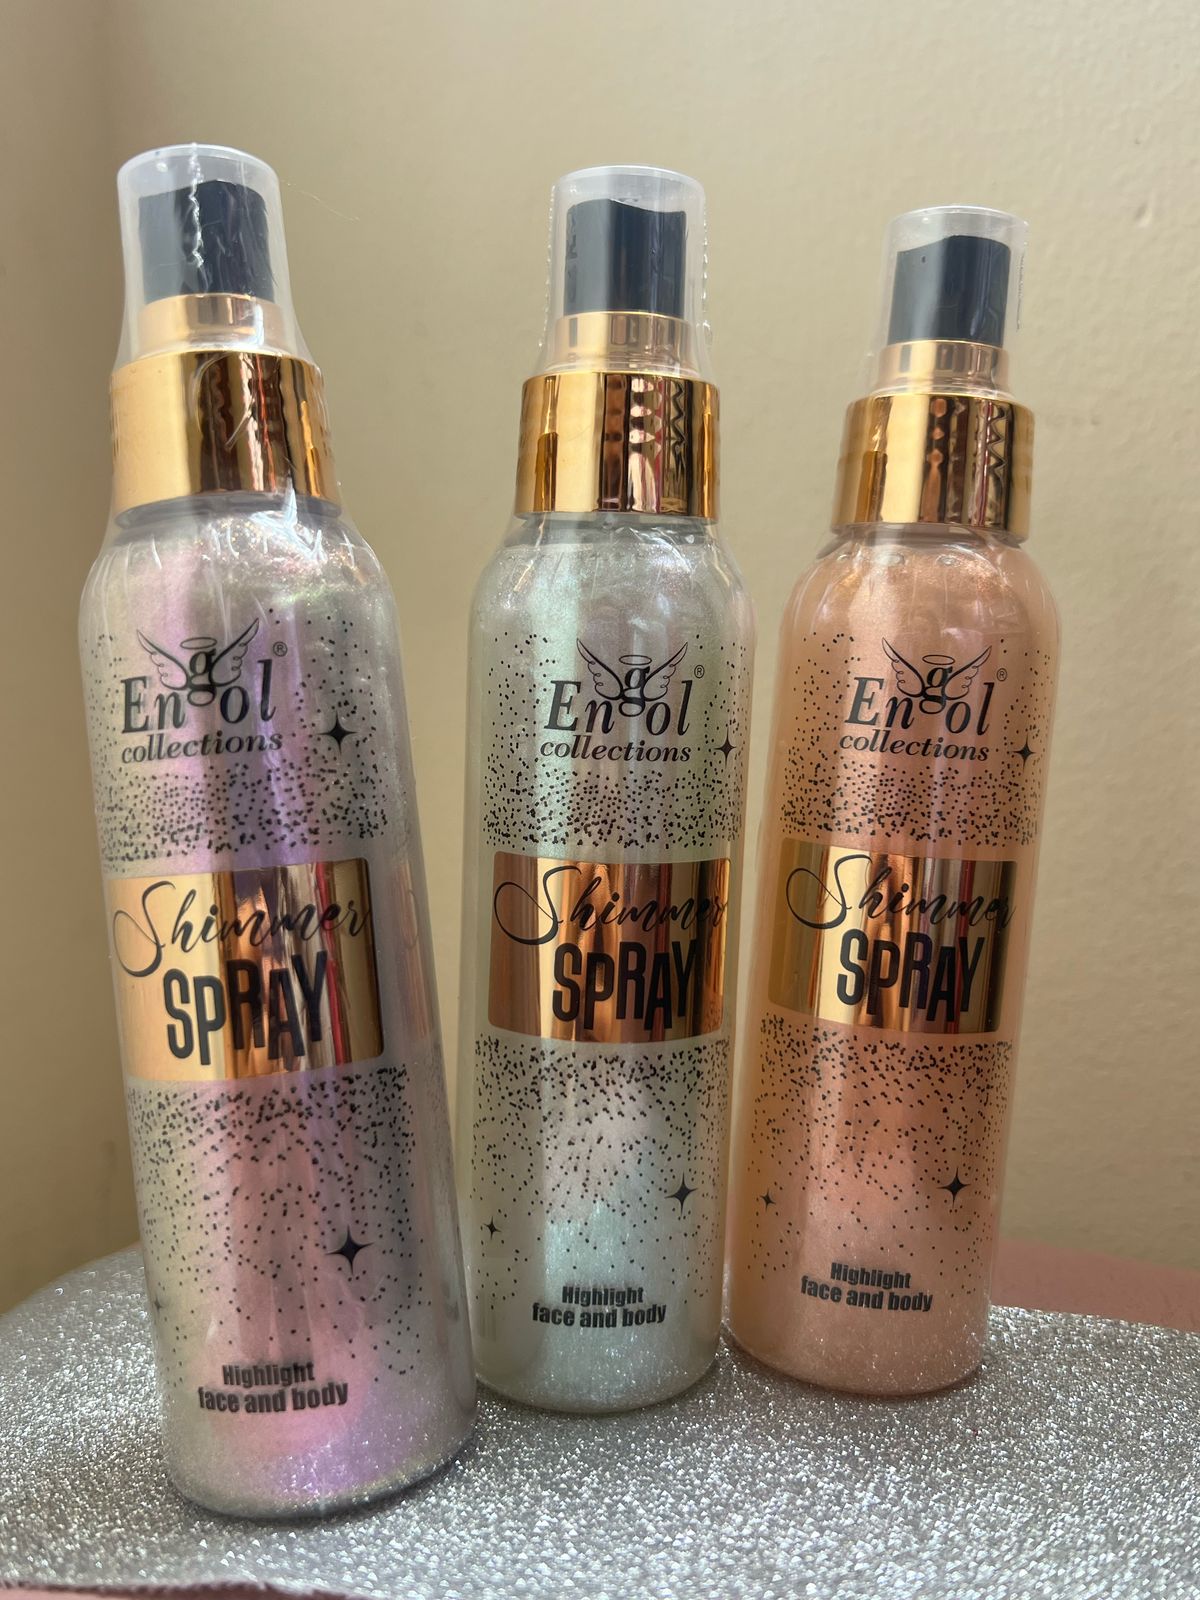 Engol ®
collections
Shimmer
SPRAY
Highlight
face and body
Engol ®
collections
Shimmer
SPRAY
Highlight
face and body
Engol ®
collections
Shimmer
SPRAY
Highlight
face and body